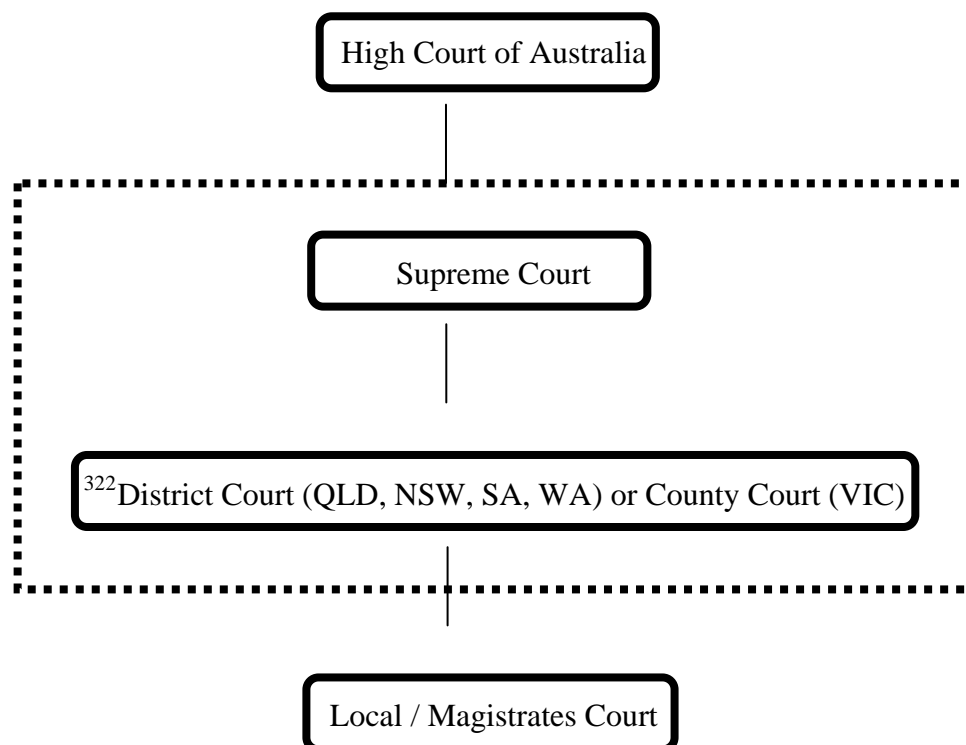 High Court of Australia
Supreme Court
322District Court (QLD, NSW, SA, WA) or County Court (VIC)
Local / Magistrates Court